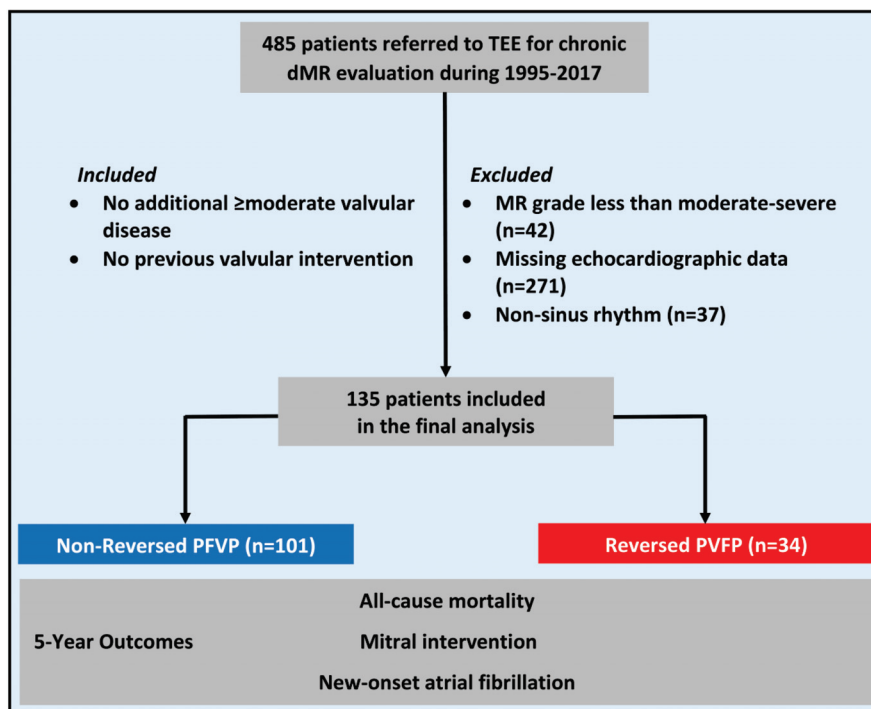 485 patients referred to TEE for chronic
dMR evaluation during 1995-2017
Included
• No additional ≥moderate valvular
disease
• No previous valvular intervention
Excluded
• MR grade less than moderate-severe
(n=42)
• Missing echocardiographic data
(n=271)
• Non-sinus rhythm (n=37)
135 patients included
in the final analysis
Non-Reversed PFVP (n=101)
Reversed PVFP (n=34)
5-Year Outcomes
All-cause mortality
Mitral intervention
New-onset atrial fibrillation